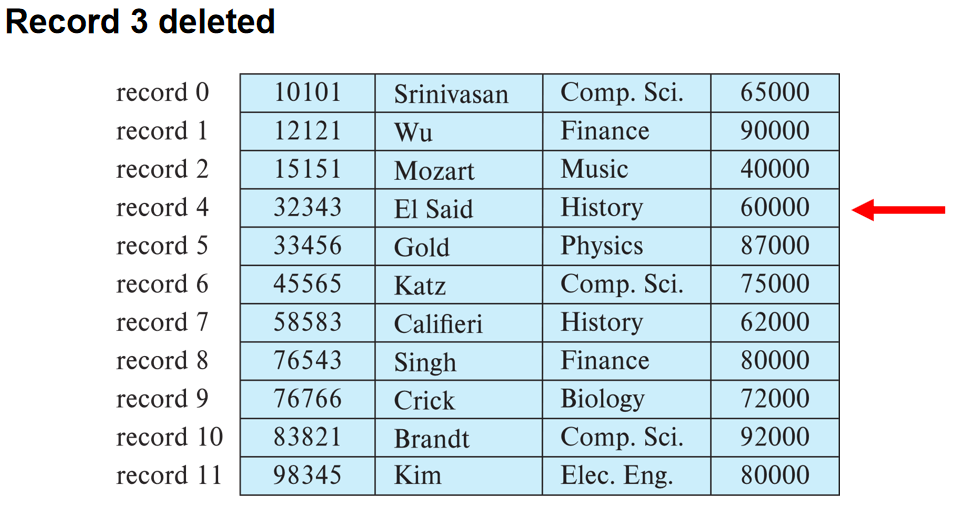 Record 3 deleted
record 0 10101 Srinivasan Comp. Sci. 65000
record 1 12121 Wu Finance 90000
record 2 15151 Mozart Music 40000
record 4 32343 El Said History 60000
record 5 33456 Gold Physics 87000
record 6 45565 Katz Comp. Sci. 75000
record 7 58583 Califieri History 62000
record 8 76543 Singh Finance 80000
record 9 76766 Crick Biology 72000
record 10 83821 Brandt Comp. Sci. 92000
record 11 98345 Kim Elec. Eng. 80000